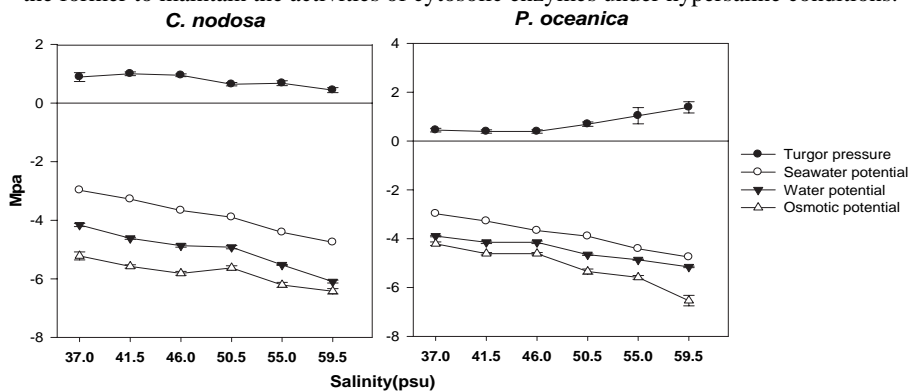 the former to maintain the activities of cytosolic enzymes under hypersaline conditions.
C. nodosa
P. oceanica
2
0
-2
-4
-6
-8
Mpa
37.0 41.5 46.0 50.5 55.0 59.5
4
2
0
-2
-4
-6
-8
37.0 41.5 46.0 50.5 55.0 59.5
Salinity(psu)
Turgor pressure
Seawater potential
Water potential
Osmotic potential